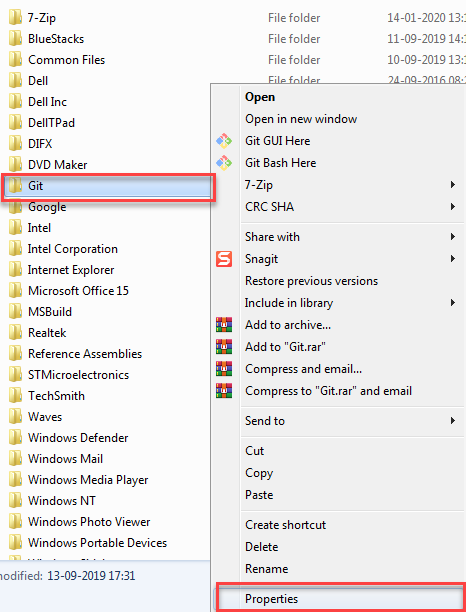 7-Zip File folder 14-01-2020 13:
BlueStacks File folder 11-09-2019 14:
Common Files File folder 10-09-2019 13:
Dell File folder 24-09-2016 08:
Dell Inc
DellTPad
DIFX
DVD Maker
Git
Google
Intel
Intel Corporation
Internet Explorer
Microsoft Office 15
MSBuild
Realtek
Reference Assemblies
STMicroelectronics
TechSmith
Waves
Windows Defender
Windows Mail
Windows Media Player
Windows NT
Windows Photo Viewer
Windows Portable Devices
modified: 13-09-2019 17:31
Open
Open in new window
Git GUI Here
Git Bash Here
7-Zip
CRC SHA
Share with
Snagit
Restore previous versions
Include in library
Add to archive...
Add to "Git.rar"
Compress and email...
Compress to "Git.rar" and email
Send to
Cut
Copy
Paste
Create shortcut
Delete
Rename
Properties